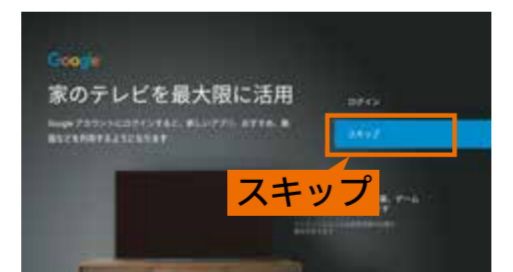 Google
家のテレビを最大限に活用
Google アカウントにログインすると、新しいアプリ、おすすめ、映
画などを利用できるようになります
ログイン
スキップ
スキップ